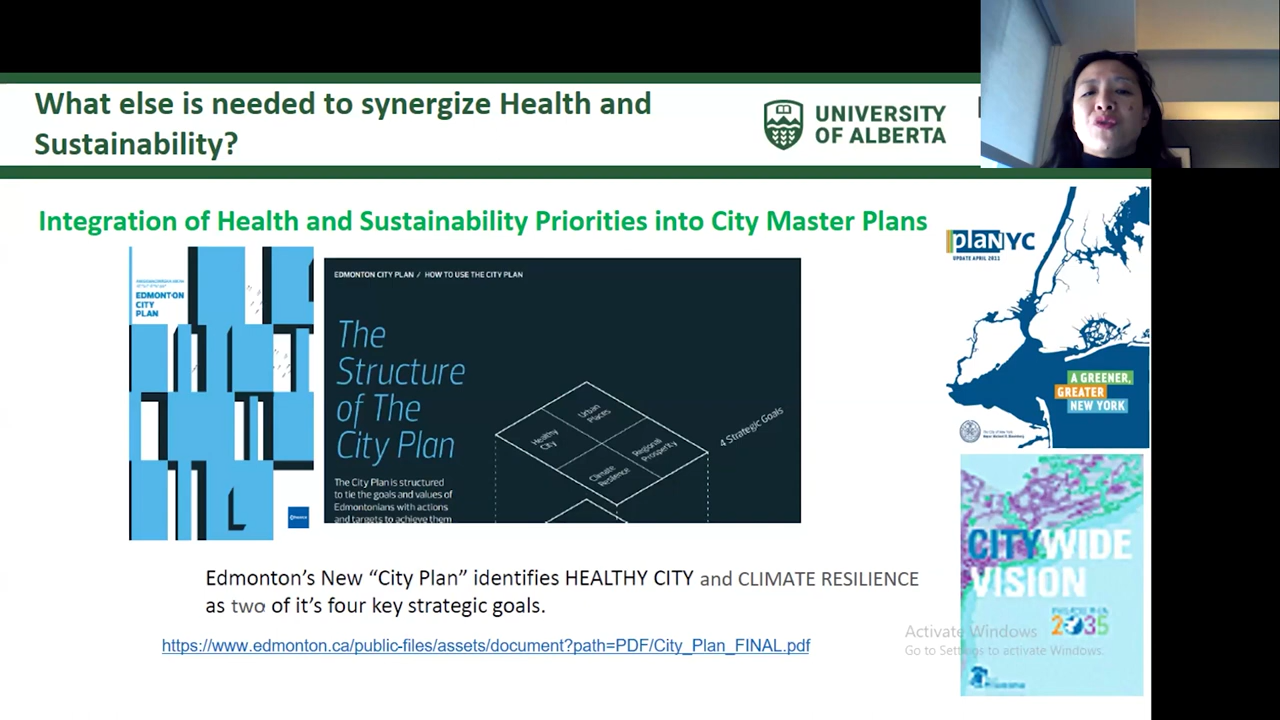 What else is needed to synergize Health and
Sustainability?
UNIVERSITY
OF ALBERTA
Integration of Health and Sustainability Priorities into City Master Plans
EDMONTON
CITY
PLAN
EDMONTON CITY PLAN / HOW TO USE THE CITY PLAN
The
Structure
of The
City Plan
The City Plan is structured
to tie the goals and values of
Edmontonians with actions
and targets to achieve them
Healthy
City
Urban
Places
Climate
Resilience
Regional
Prosperity
4 Strategic Goals
plaNYC
UPDATE APRIL 2011
A GREENER,
GREATER
NEW YORK
CITYWIDE
VISION
2035
Edmonton's New “City Plan” identifies HEALTHY CITY and CLIMATE RESILIENCE
as two of it's four key strategic goals.
https://www.edmonton.ca/public-files/assets/document?path=PDF/City_Plan_FINAL.pdf
Activate Windows
Go to Settings to activate Windows.